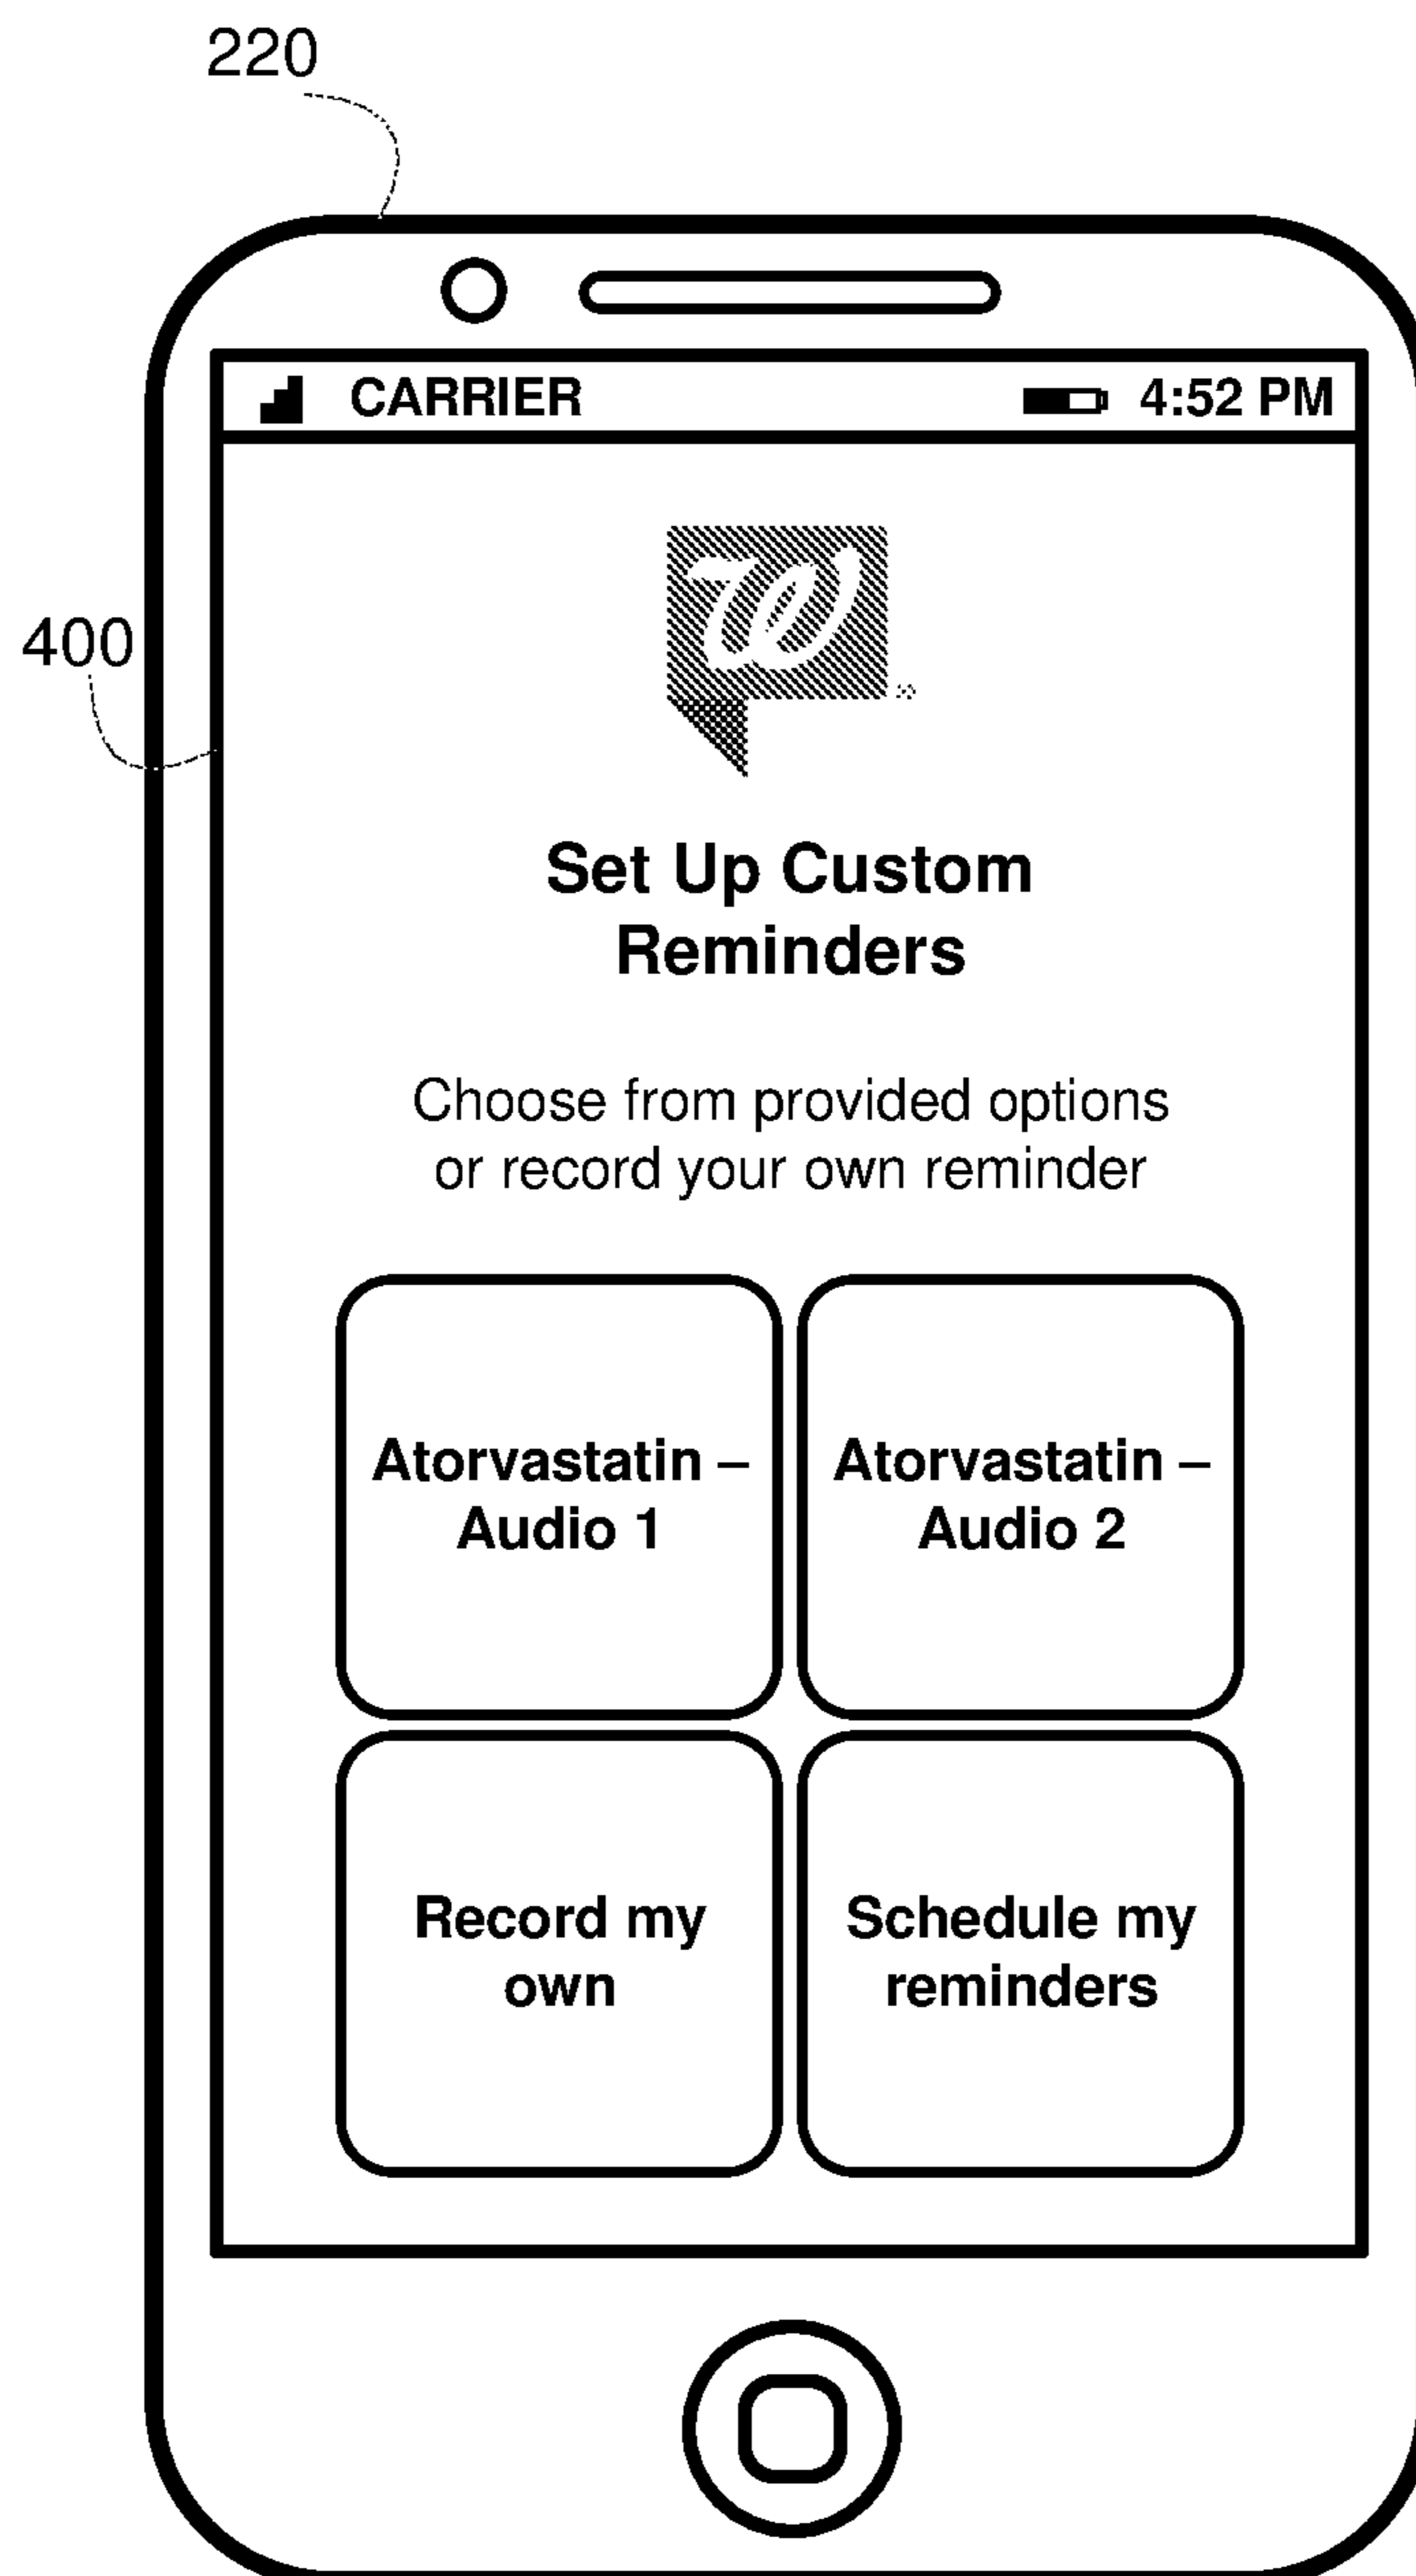 220
CARRIER 4:52 PM
W
400
Set Up Custom
Reminders
Choose from provided options
or record your own reminder
Atorvastatin –
Audio 1
Atorvastatin –
Audio 2
Record my
own
Schedule my
reminders